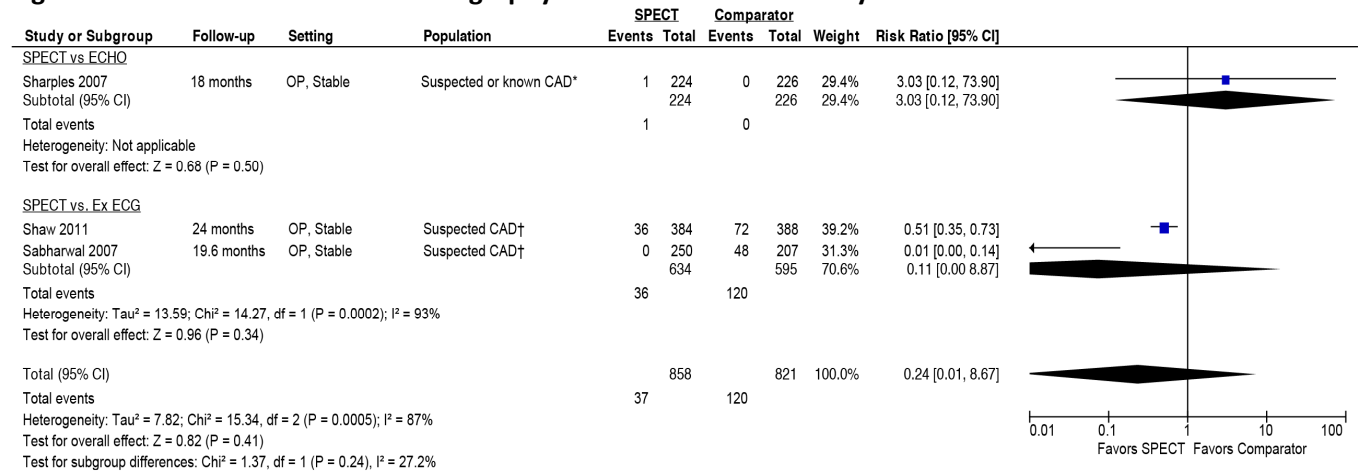 SPECT Comparator
Study or Subgroup Follow-up Setting Population Events Total Events Total Weight Risk Ratio [95% CI]
SPECT vs ECHO
Sharples 2007 18 months OP, Stable Suspected or known CAD* 1 224 0 226 29.4% 3.03 [0.12, 73.90]
Subtotal (95% CI) 224 226 29.4% 3.03 [0.12, 73.90]
Total events 1 0
Heterogeneity: Not applicable
Test for overall effect: Z = 0.68 (P = 0.50)
SPECT vs. Ex ECG
Shaw 2011 24 months OP, Stable Suspected CAD† 36 384 72 388 39.2% 0.51 [0.35, 0.73]
Sabharwal 2007 19.6 months OP, Stable Suspected CAD† 0 250 48 207 31.3% 0.01 [0.00, 0.14]
Subtotal (95% CI) 634 595 70.6% 0.11 [0.00 8.87]
Total events 36 120
Heterogeneity: Tau² = 13.59; Chi² = 14.27, df = 1 (P = 0.0002); I² = 93%
Test for overall effect: Z = 0.96 (P = 0.34)
Total (95% CI) 858 821 100.0% 0.24 [0.01, 8.67]
Total events 37 120
Heterogeneity: Tau² = 7.82; Chi² = 15.34, df = 2 (P = 0.0005); I² = 87%
Test for overall effect: Z = 0.82 (P = 0.41)
Test for subgroup differences: Chi² = 1.37, df = 1 (P = 0.24), I² = 27.2%
0.01 0.1 1 10 100
Favors SPECT Favors Comparator